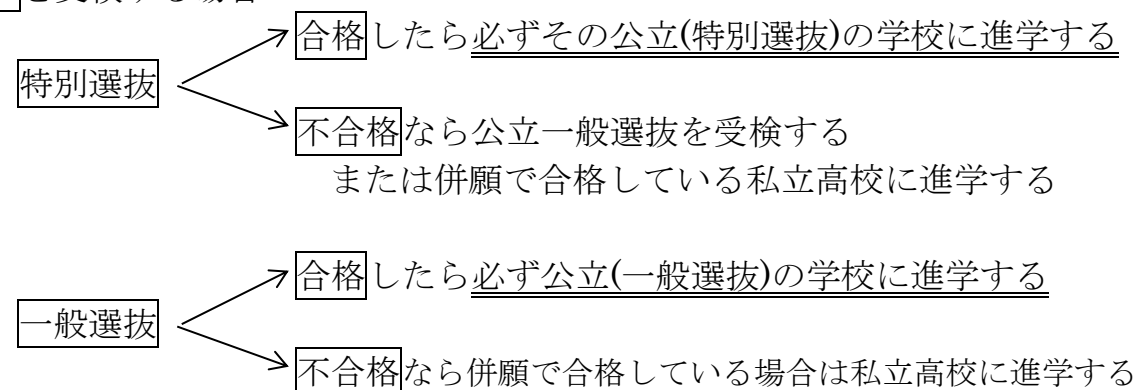 を受検する場合
合格したら必ずその公立(特別選抜)の学校に進学する
特別選抜
不合格なら公立一般選抜を受検する
または併願で合格している私立高校に進学する
合格したら必ず公立(一般選抜)の学校に進学する
一般選抜
不合格なら併願で合格している場合は私立高校に進学する